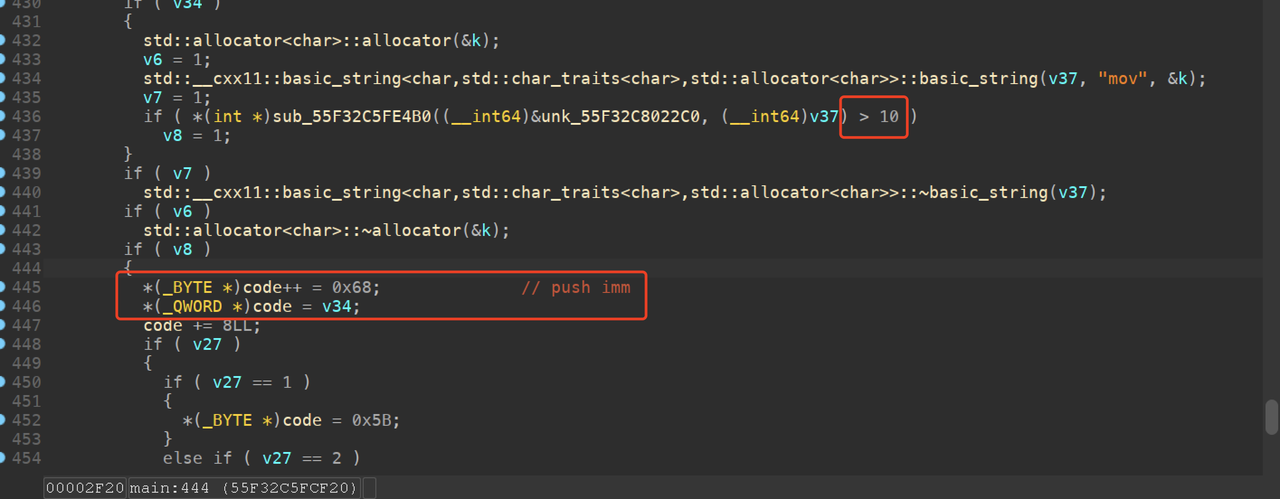 430 if ( v34 )
431 {
432 std::allocator<char>::allocator(&k);
433 v6 = 1;
434 std::__cxx11::basic_string<char,std::char_traits<char>,std::allocator<char>>::basic_string(v37, "mov", &k);
435 v7 = 1;
436 if ( *(int *)sub_55F32C5FE4B0((__int64)&unk_55F32C8022C0, (__int64)v37) > 10 )
437 v8 = 1;
438 }
439 if ( v7 )
440 std::__cxx11::basic_string<char,std::char_traits<char>,std::allocator<char>>::~basic_string(v37);
441 if ( v6 )
442 std::allocator<char>::~allocator(&k);
443 if ( v8 )
444 {
445 *(_BYTE *)code++ = 0x68; // push imm
446 *(_QWORD *)code = v34;
447 code += 8LL;
448 if ( v27 )
449 {
450 if ( v27 == 1 )
451 {
452 *(_BYTE *)code = 0x5B;
453 }
454 else if ( v27 == 2 )
00002F20 main:444 (55F32C5FCF20)